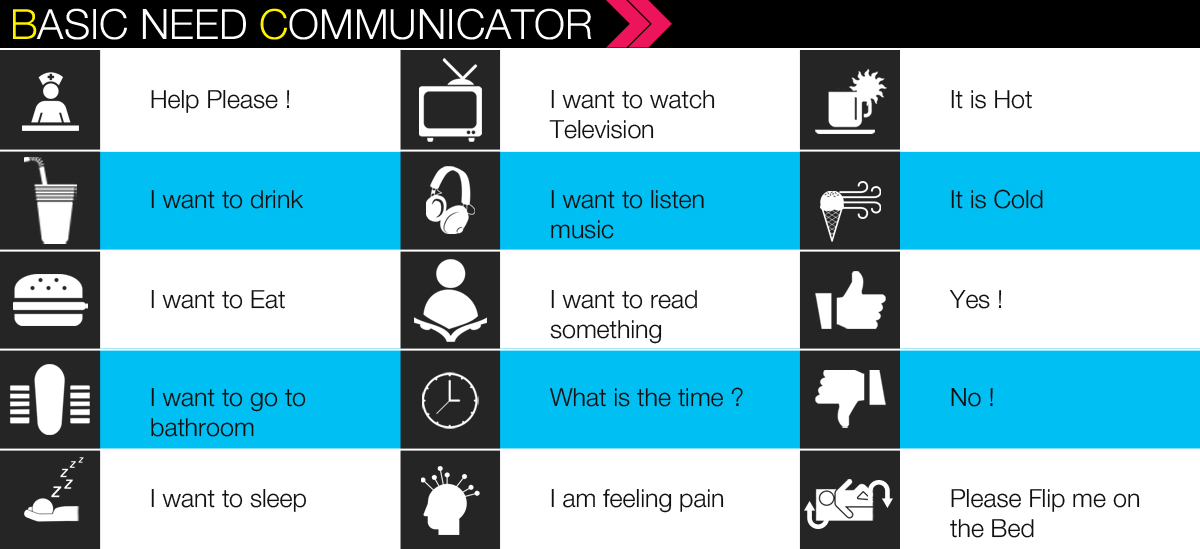 BASIC NEED COMMUNICATOR
Help Please !
I want to watch
Television
It is Hot
I want to drink
I want to listen
music
It is Cold
I want to Eat
I want to read
something
Yes !
I want to go to
bathroom
What is the time ?
No !
zzzzz
I want to sleep
I am feeling pain
Please Flip me on
the Bed